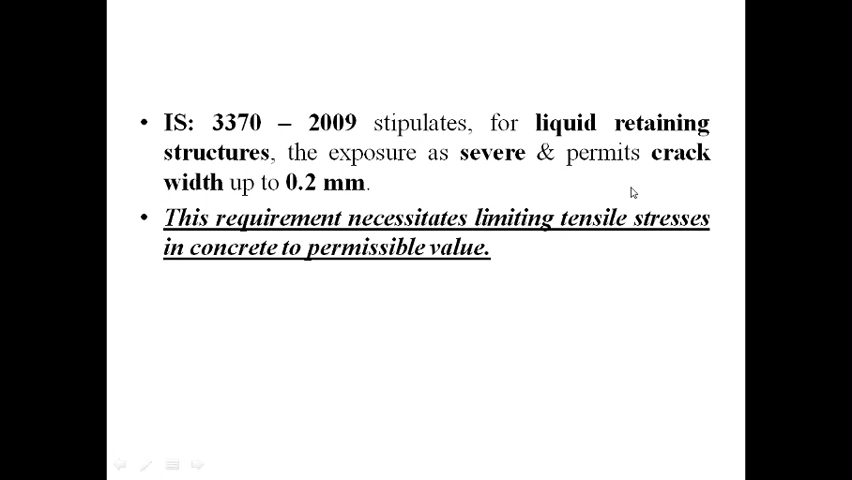 • IS: 3370 – 2009 stipulates, for liquid retaining
structures, the exposure as severe & permits crack
width up to 0.2 mm.
• This requirement necessitates limiting tensile stresses
in concrete to permissible value.